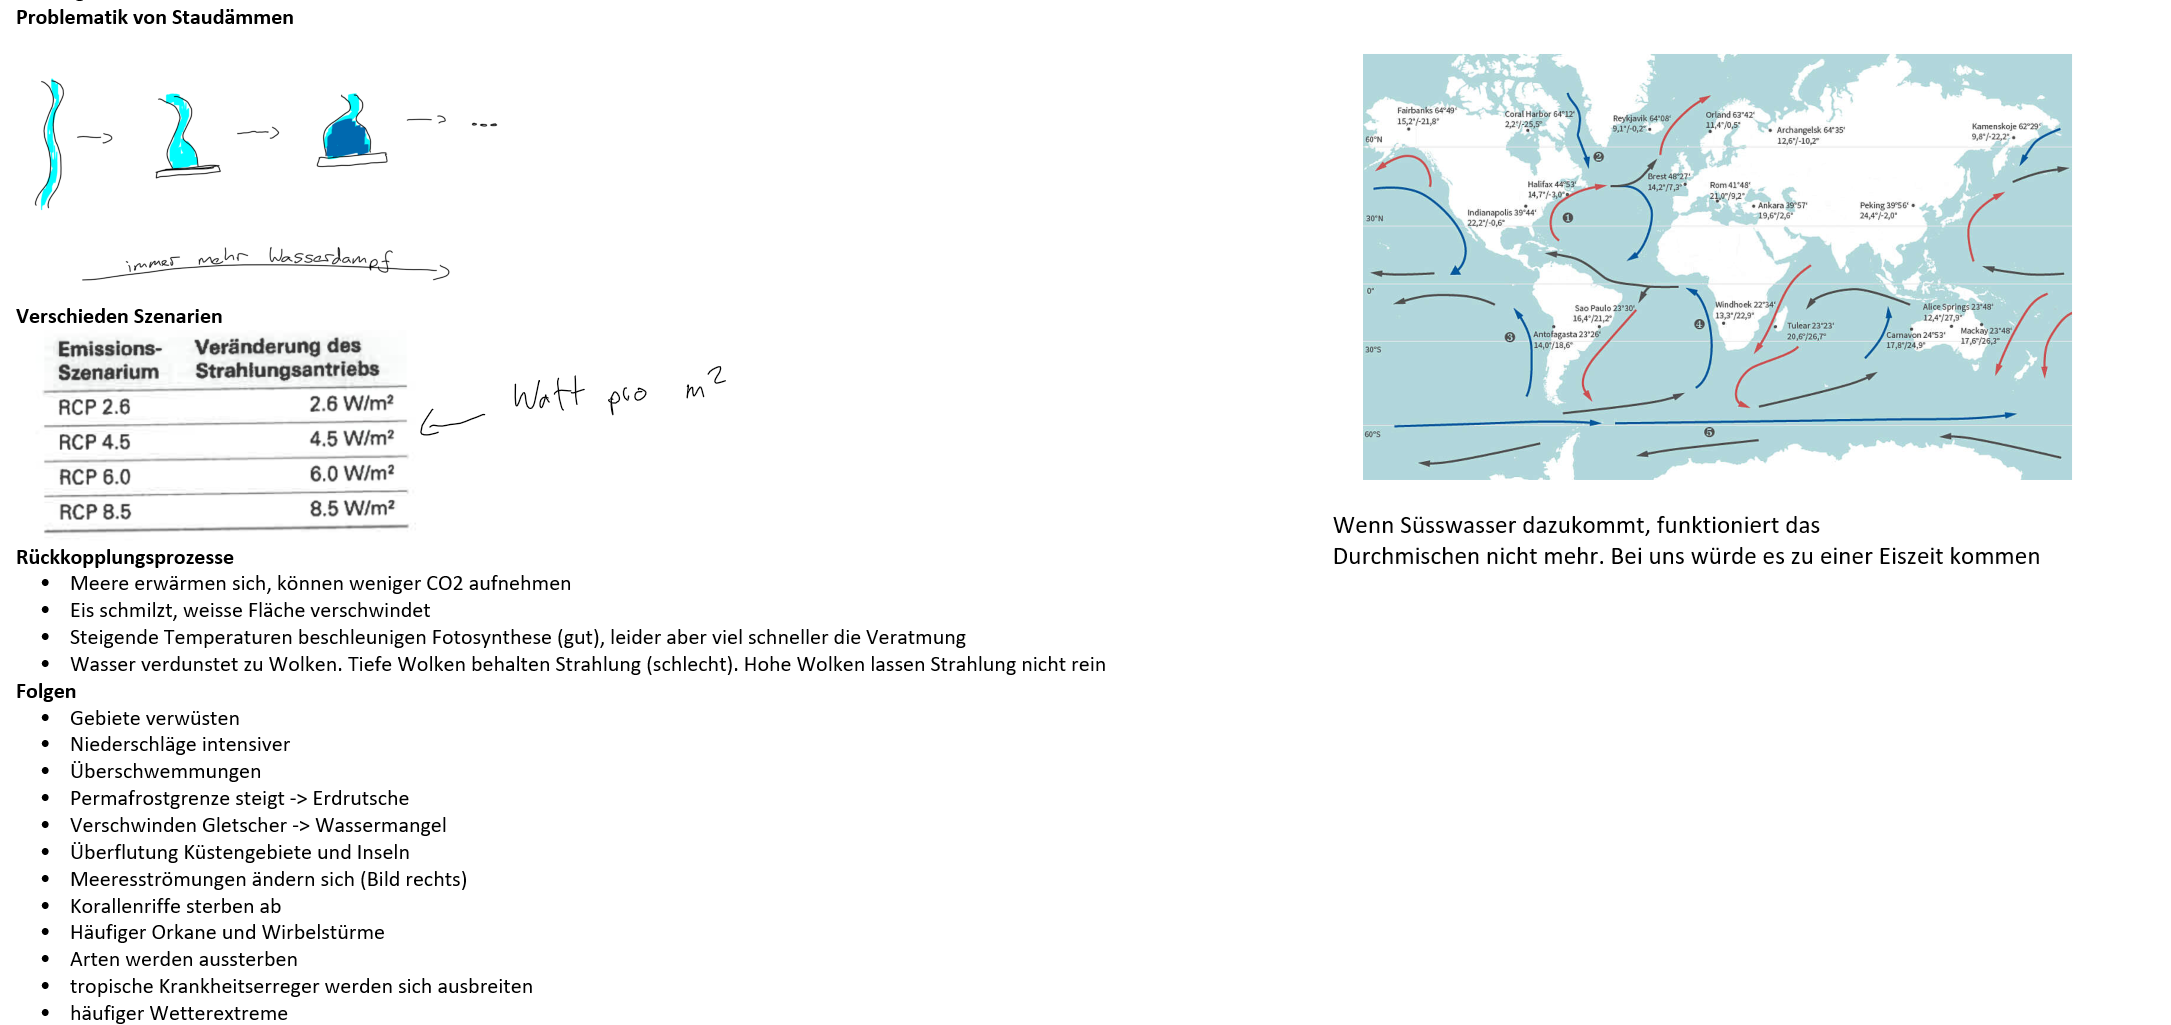 Problematik von Staudämmen
immer mehr Wasserdampf
Verschieden Szenarien
Emissions- Veränderung des
Szenarium Strahlungsantriebs
RCP 2.6 2.6 W/m²
RCP 4.5 4.5 W/m²
RCP 6.0 6.0 W/m²
RCP 8.5 8.5 W/m²
Watt pro m²
Rückkopplungsprozesse
• Meere erwärmen sich, können weniger CO2 aufnehmen
• Eis schmilzt, weisse Fläche verschwindet
• Steigende Temperaturen beschleunigen Fotosynthese (gut), leider aber viel schneller die Veratmung
• Wasser verdunstet zu Wolken. Tiefe Wolken behalten Strahlung (schlecht). Hohe Wolken lassen Strahlung nicht rein
Folgen
• Gebiete verwüsten
• Niederschläge intensiver
• Überschwemmungen
• Permafrostgrenze steigt -> Erdrutsche
• Verschwinden Gletscher -> Wassermangel
• Überflutung Küstengebiete und Inseln
• Meeresströmungen ändern sich (Bild rechts)
• Korallenriffe sterben ab
• Häufiger Orkane und Wirbelstürme
• Arten werden aussterben
• tropische Krankheitserreger werden sich ausbreiten
• häufiger Wetterextreme
Fairbanks 64°49'
15,2°/-21,8°
Coral Harbor 64°12'
2,2°/-25,5°
Reykjavik 64°08'
9,1°/-0,2°
Orland 63°42'
11,4°/0,5°
Archangelsk 64°35'
12,6°/-10,2°
Kamenskoje 62°29'
9,8°/-22,2°
60°N
2
Halifax 44°53'
14,7°/-3,0°
Brest 48°27'
14,2°/7,3°
Rom 41°48'
21,0°/9,2°
Ankara 39°57'
19,6°/2,6°
Peking 39°56'
24,4°/-2,0°
Indianapolis 39°44'
22,2°/-0,6°
30°N
1
0°
Sao Paulo 23°30'
16,4°/21,2°
Windhoek 22°34'
13,3°/22,9°
Alice Springs 23°48'
12,4°/27,9°
3
Antofagasta 23°26'
14,0°/18,6°
4
Tulear 23°23'
20,6°/26,7°
Carnavon 24°53'
17,8°/24,9°
Mackay 23°48'
17,6°/26,3°
30°S
60°S
5
Wenn Süsswasser dazukommt, funktioniert das
Durchmischen nicht mehr. Bei uns würde es zu einer Eiszeit kommen